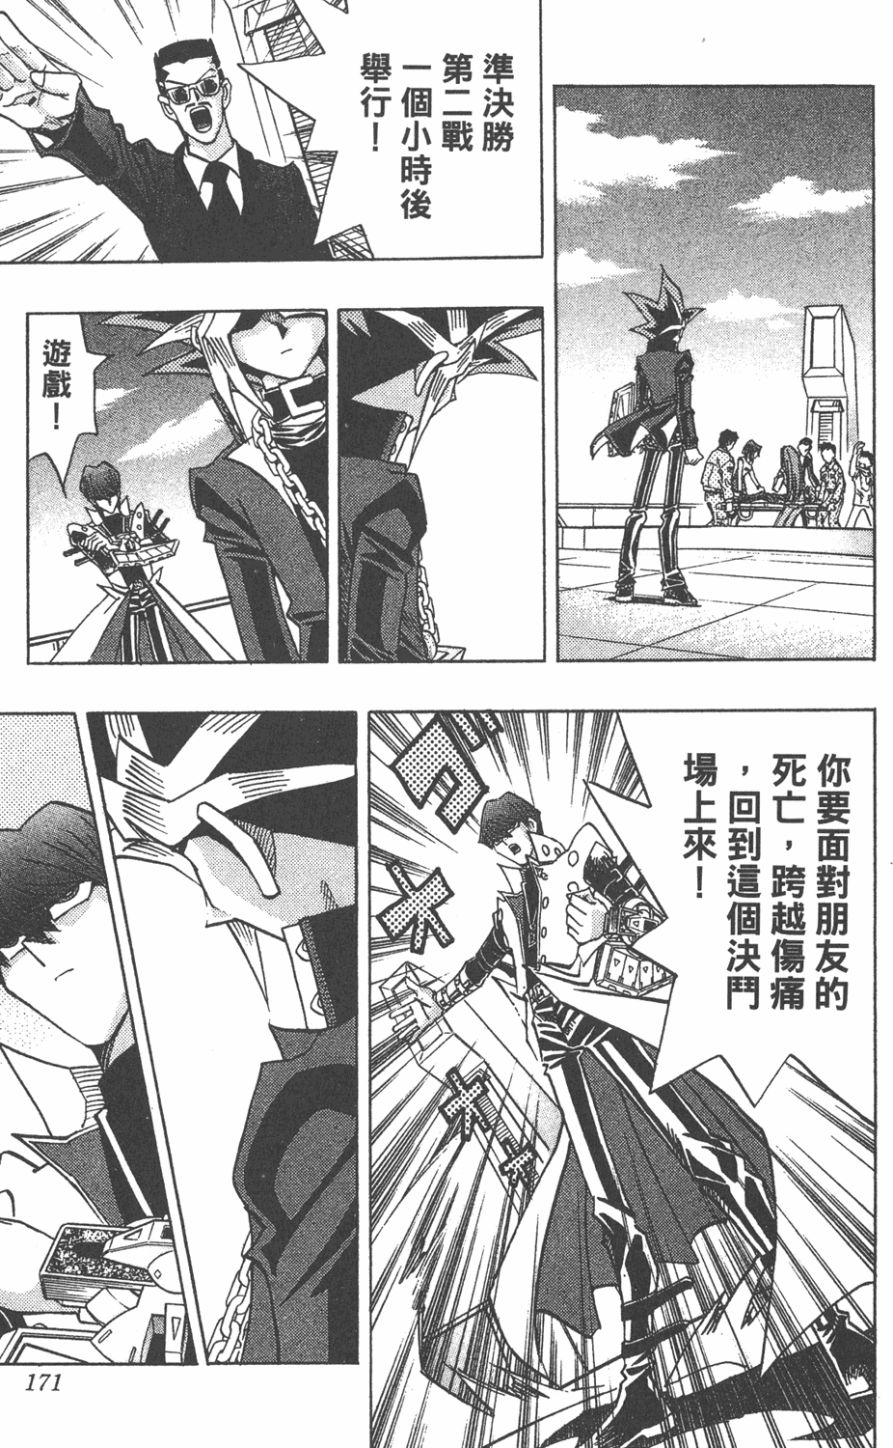 準決勝
第二戰
一個小時後
舉行！
遊戲！
你要面對朋友的
死亡，跨越傷痛
，回到這個決鬥
場上來！
171